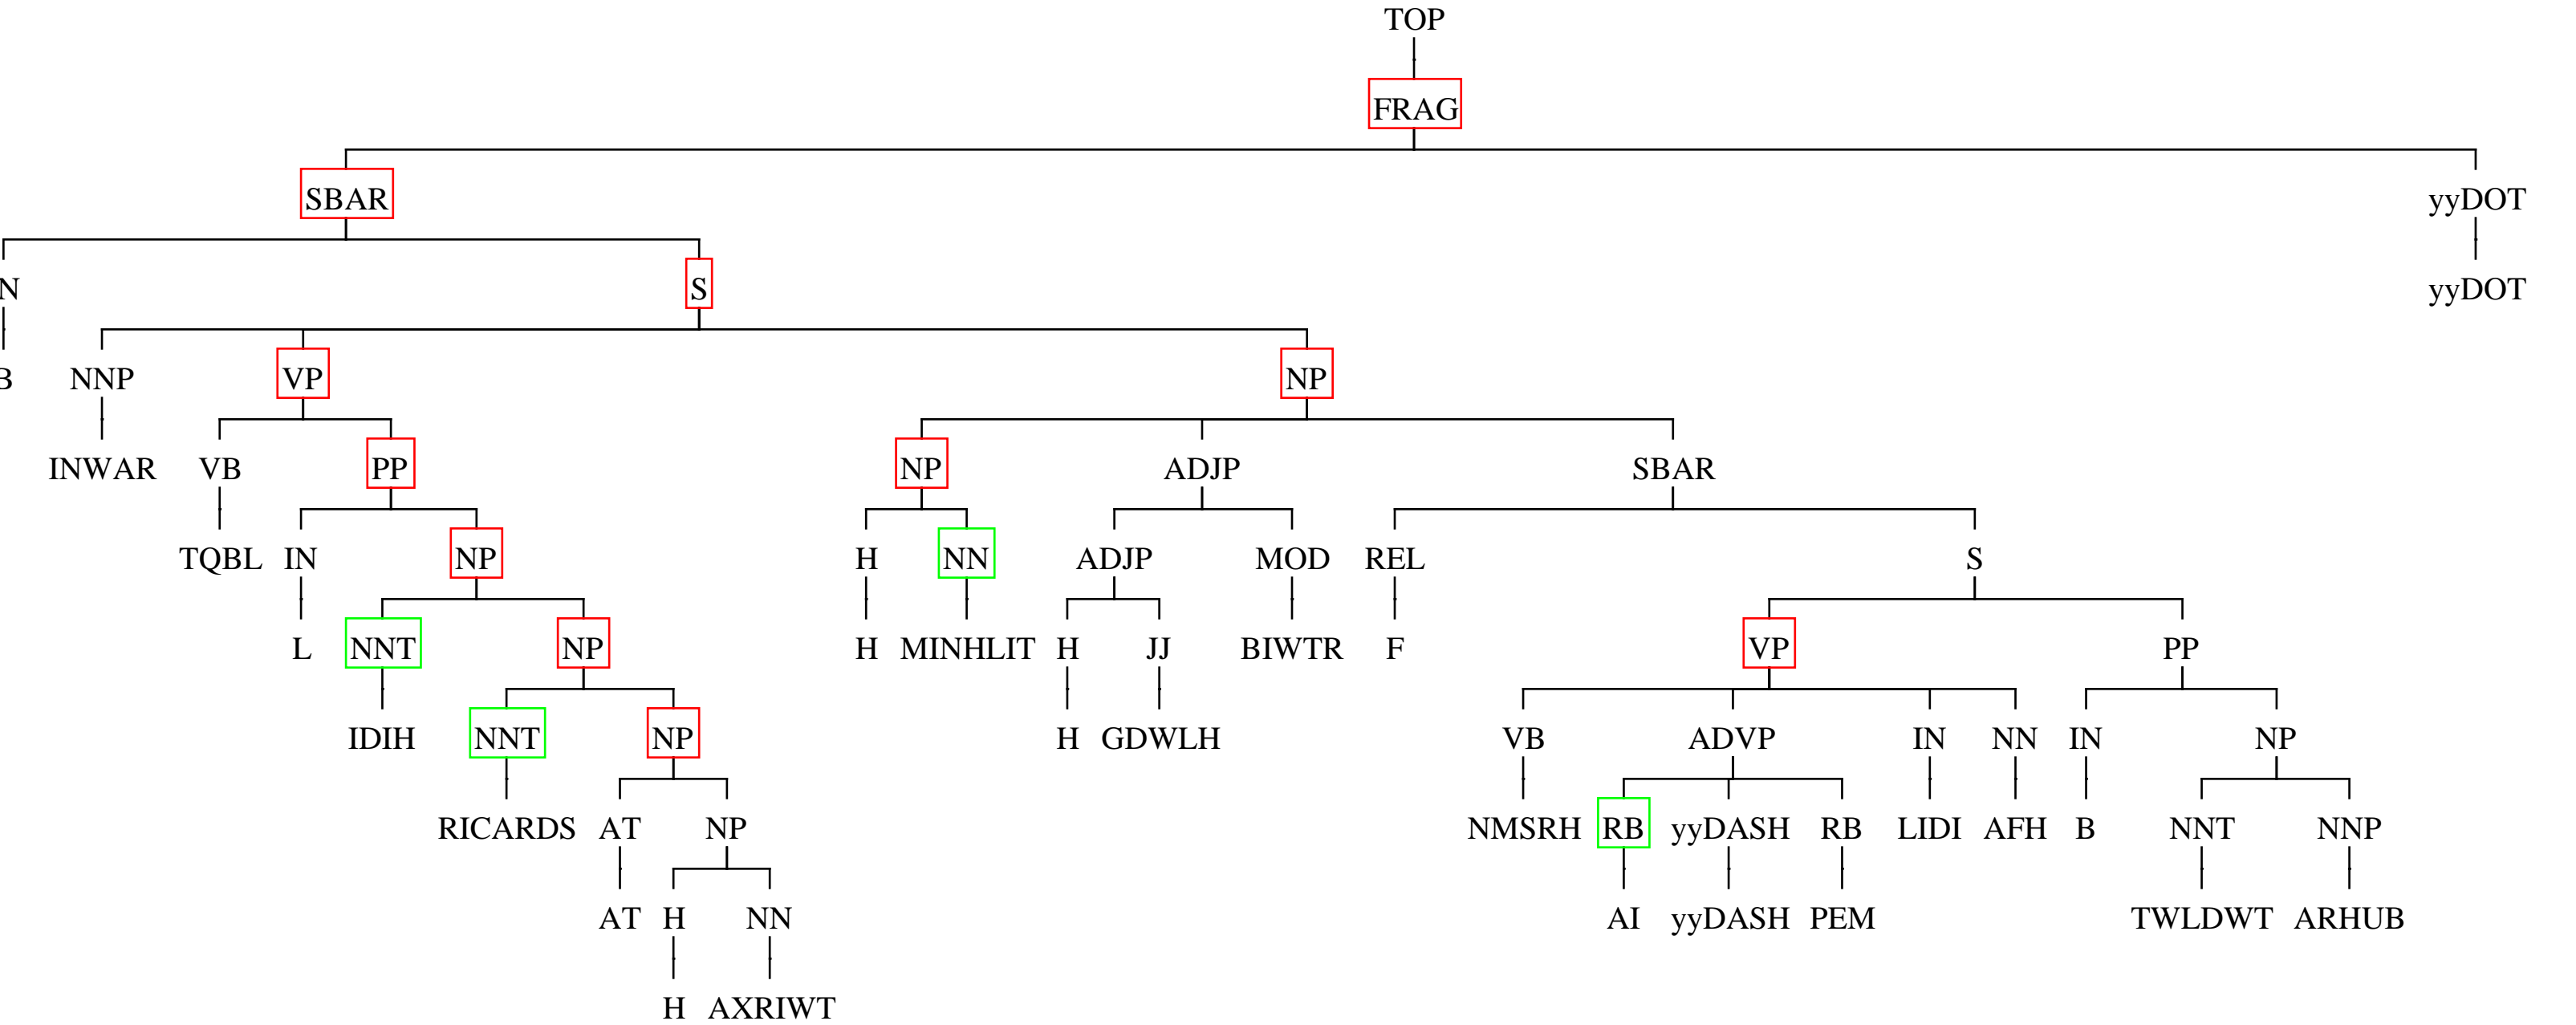 TOP
FRAG
SBAR yyDOT
N S yyDOT
B NNP VP NP
INWAR VB PP NP ADJP SBAR
TQBL IN NP H NN ADJP MOD REL S
L NNT NP H MINHLIT H JJ BIWTR F VP PP
IDIH NNT NP H GDWLH VB ADVP IN NN IN NP
RICARDS AT NP NMSRH RB yyDASH RB LIDI AFH B NNT NNP
AT H NN AI yyDASH PEM TWLDWT ARHUB
H AXRIWT